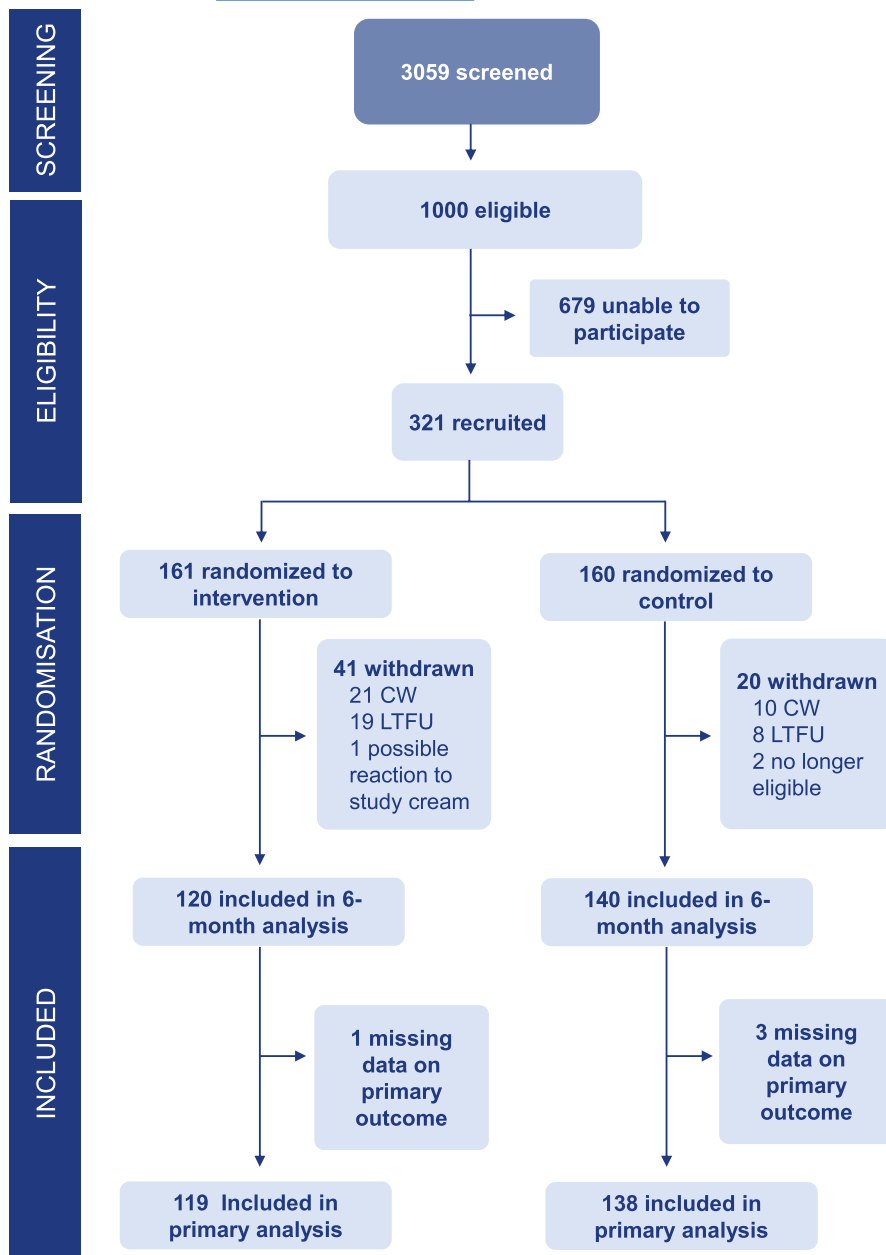 SCREENING
3059 screened
1000 eligible
ELIGIBILITY
679 unable to
participate
321 recruited
RANDOMISATION
161 randomized to
intervention
160 randomized to
control
41 withdrawn
21 CW
19 LTFU
1 possible
reaction to
study cream
20 withdrawn
10 CW
8 LTFU
2 no longer
eligible
INCLUDED
120 included in 6-
month analysis
140 included in 6-
month analysis
1 missing
data on
primary
outcome
3 missing
data on
primary
outcome
119 Included in
primary analysis
138 included in
primary analysis